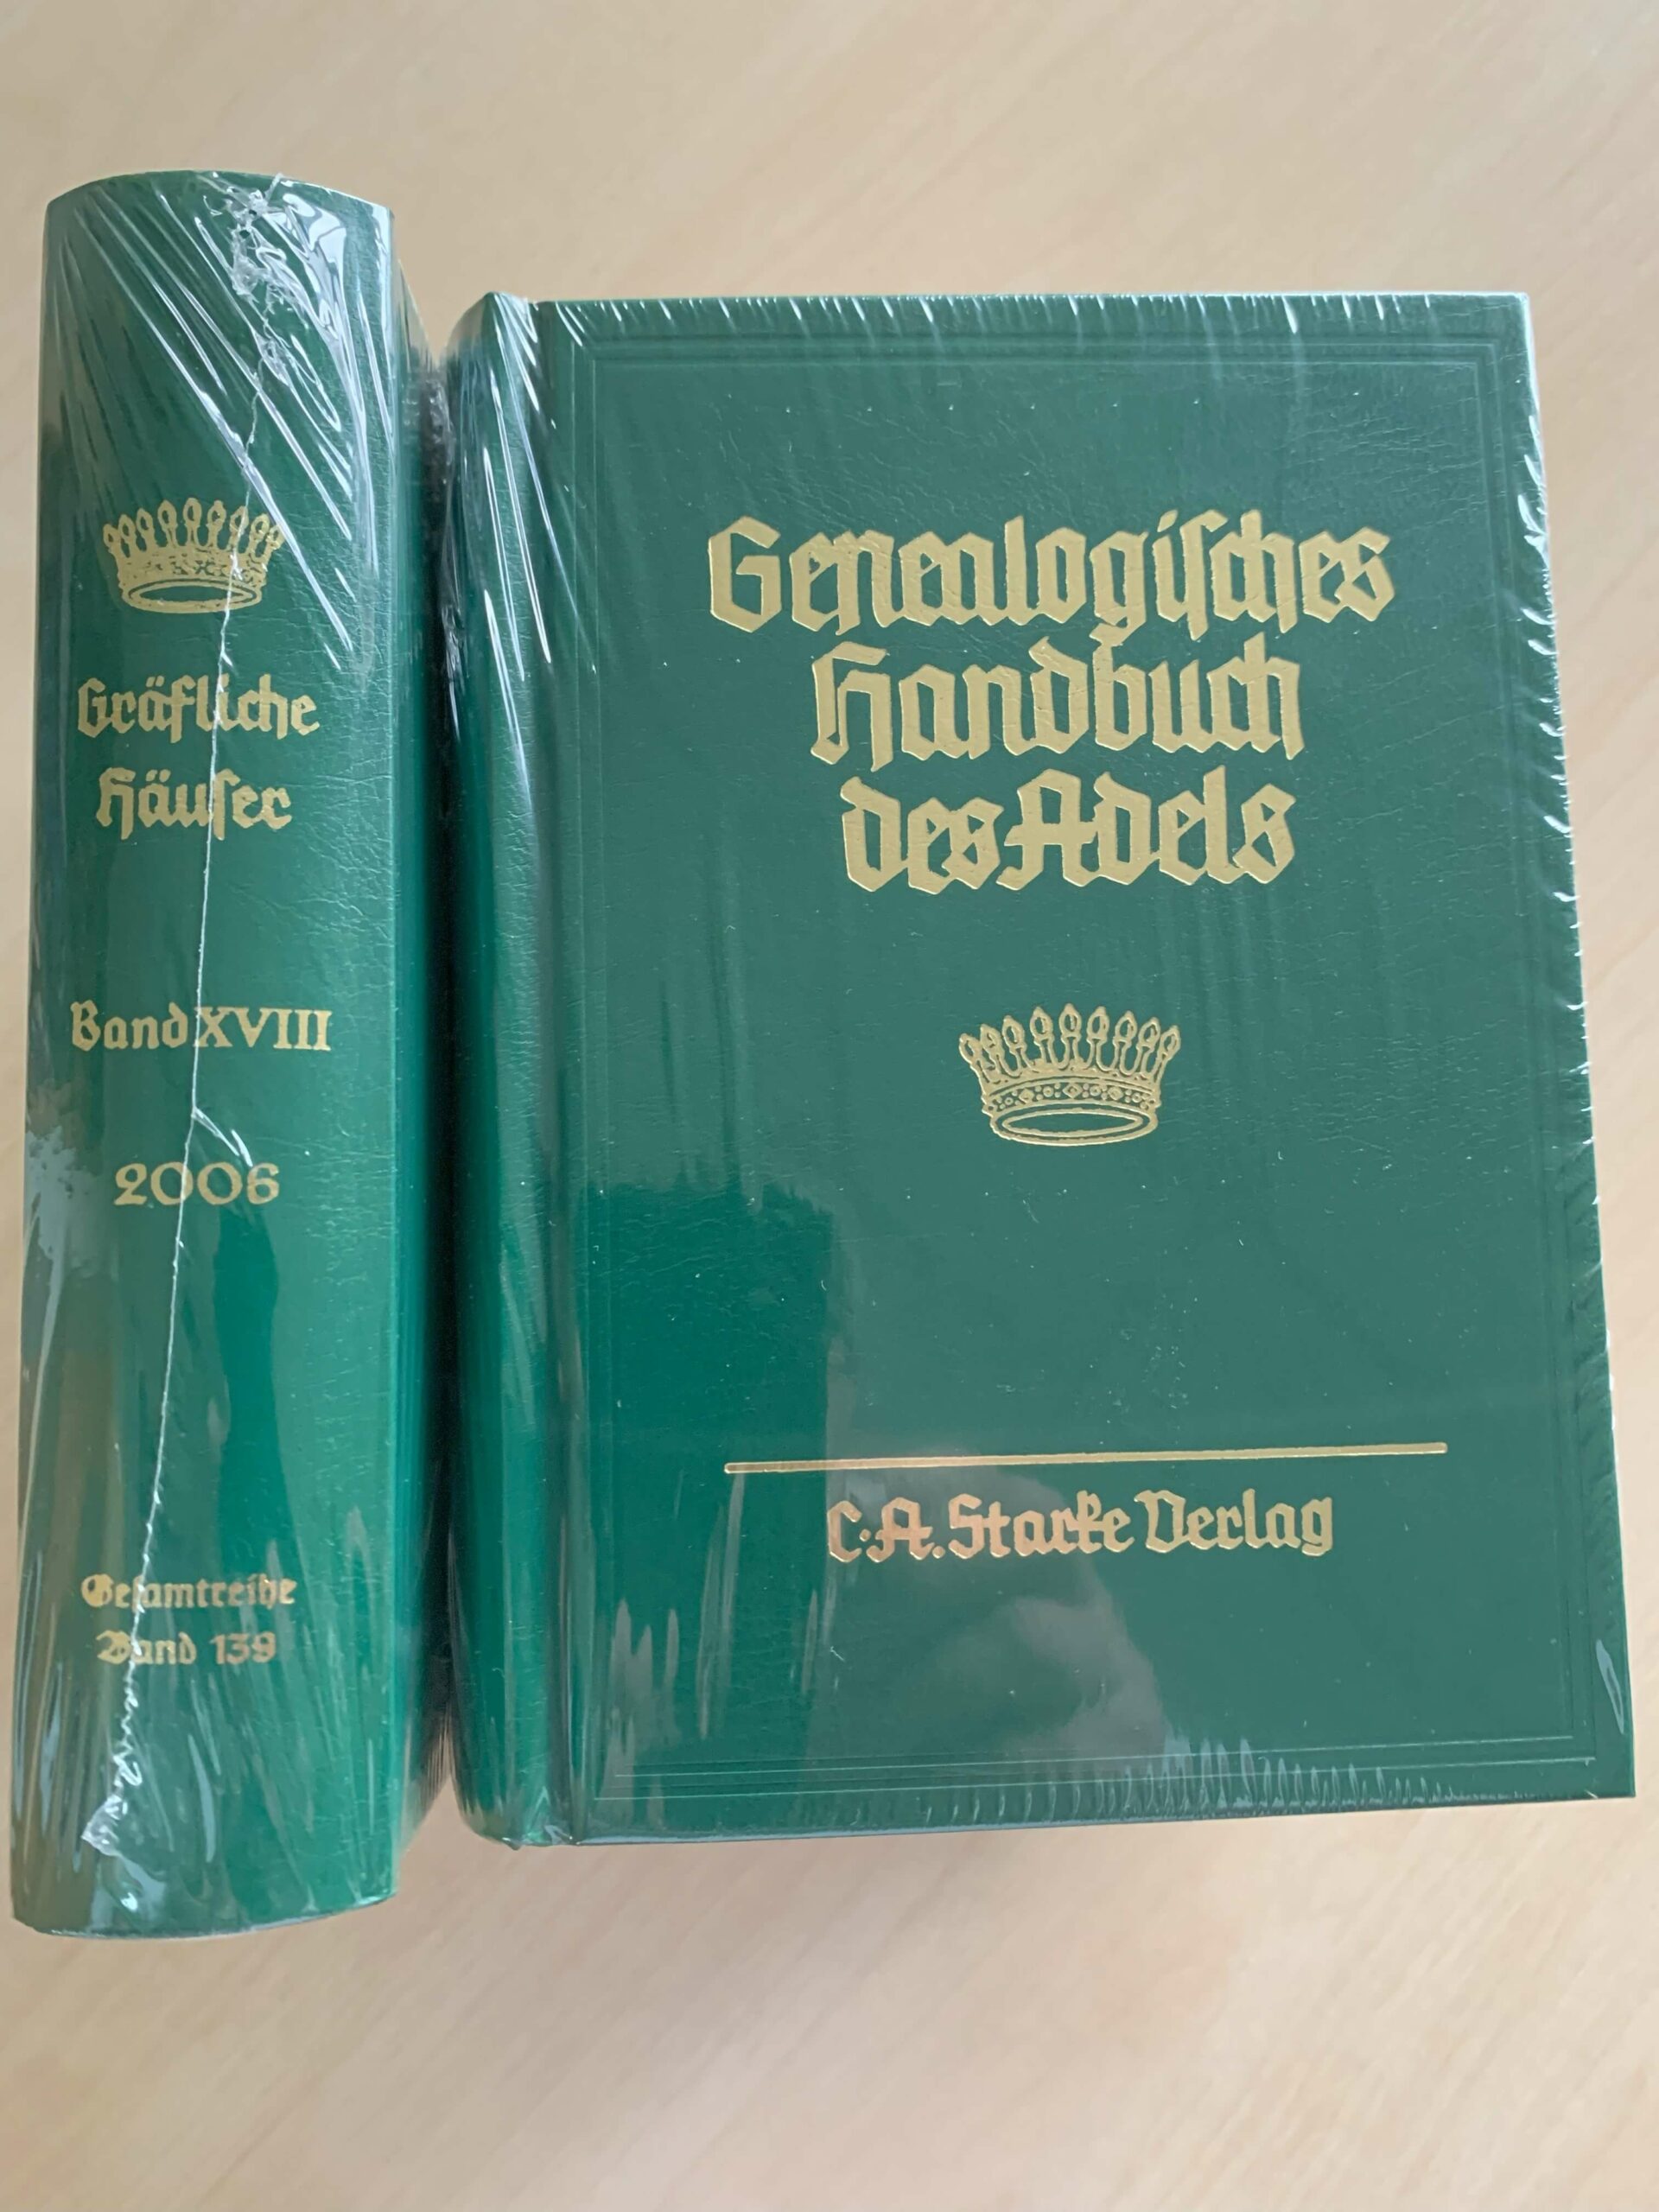 Gräfliche
Häuser
Band XVIII
2006
Gesamtreihe
Band 139
Genealogiſches
Handbuch
des Adels
C.A. Starke Verlag